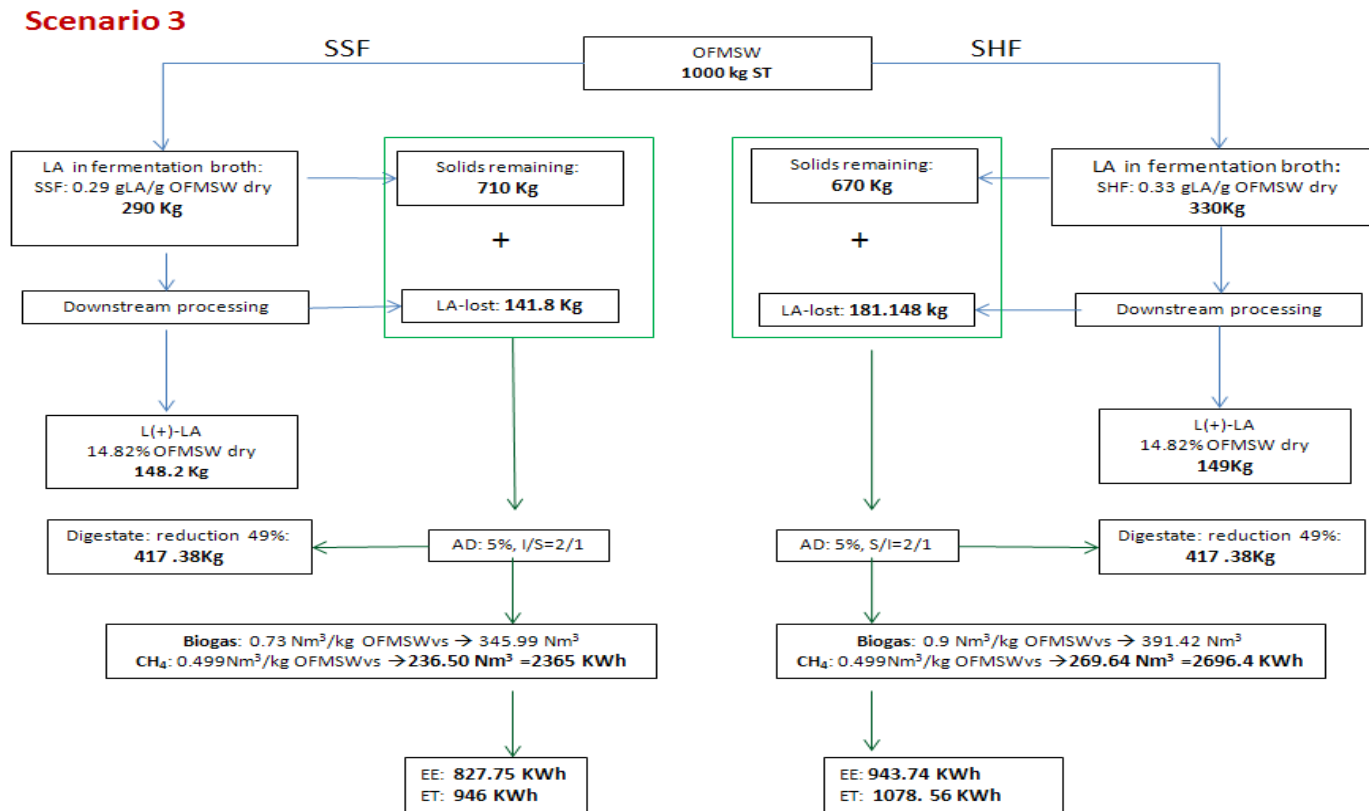 Scenario 3
SSF
SHF
OFMSW
1000 kg ST
LA in fermentation broth:
SSF: 0.29 gLA/g OFMSW dry
290 Kg
Solids remaining:
710 Kg
+
LA-lost: 141.8 Kg
Solids remaining:
670 Kg
+
LA-lost: 181.148 kg
LA in fermentation broth:
SHF: 0.33 gLA/g OFMSW dry
330Kg
Downstream processing
Downstream processing
L(+)-LA
14.82% OFMSW dry
148.2 Kg
L(+)-LA
14.82% OFMSW dry
149Kg
Digestate: reduction 49%:
417 .38Kg
AD: 5%, I/S=2/1
AD: 5%, S/I=2/1
Digestate: reduction 49%:
417 .38Kg
Biogas: 0.73 Nm³/kg OFMSWvs → 345.99 Nm³
CH₄: 0.499Nm³/kg OFMSWvs →236.50 Nm³ =2365 KWh
Biogas: 0.9 Nm³/kg OFMSWvs → 391.42 Nm³
CH₄: 0.499Nm³/kg OFMSWvs →269.64 Nm³ =2696.4 KWh
EE: 827.75 KWh
ET: 946 KWh
EE: 943.74 KWh
ET: 1078. 56 KWh